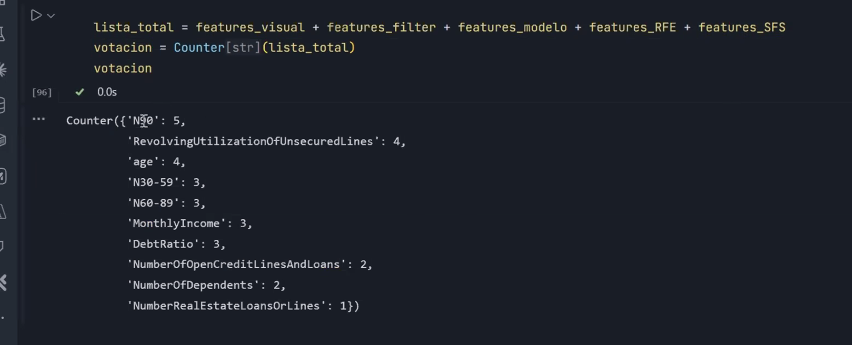 lista_total = features_visual + features_filter + features_modelo + features_RFE + features_SFS
votacion = Counter[str](lista_total)
votacion
[96] 0.0s
Counter({'N90': 5,
'RevolvingUtilizationOfUnsecuredLines': 4,
'age': 4,
'N30-59': 3,
'N60-89': 3,
'MonthlyIncome': 3,
'DebtRatio': 3,
'NumberOfOpenCreditLinesAndLoans': 2,
'NumberOfDependents': 2,
'NumberRealEstateLoansOrLines': 1})